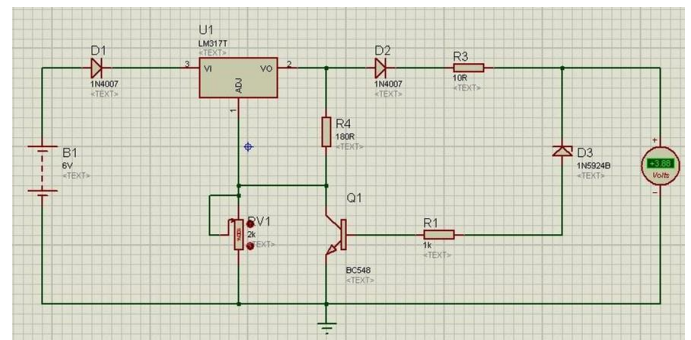 U1
LM317T
<TEXT>
D1
1N4007
<TEXT>
3
VI
VO
2
ADJ
1
D2
1N4007
<TEXT>
R3
10R
<TEXT>
R4
180R
<TEXT>
B1
6V
<TEXT>
D3
1N5924B
<TEXT>
+
+3.88
Volts
-
Q1
BC548
<TEXT>
RV1
2k
<TEXT>
R1
1k
<TEXT>